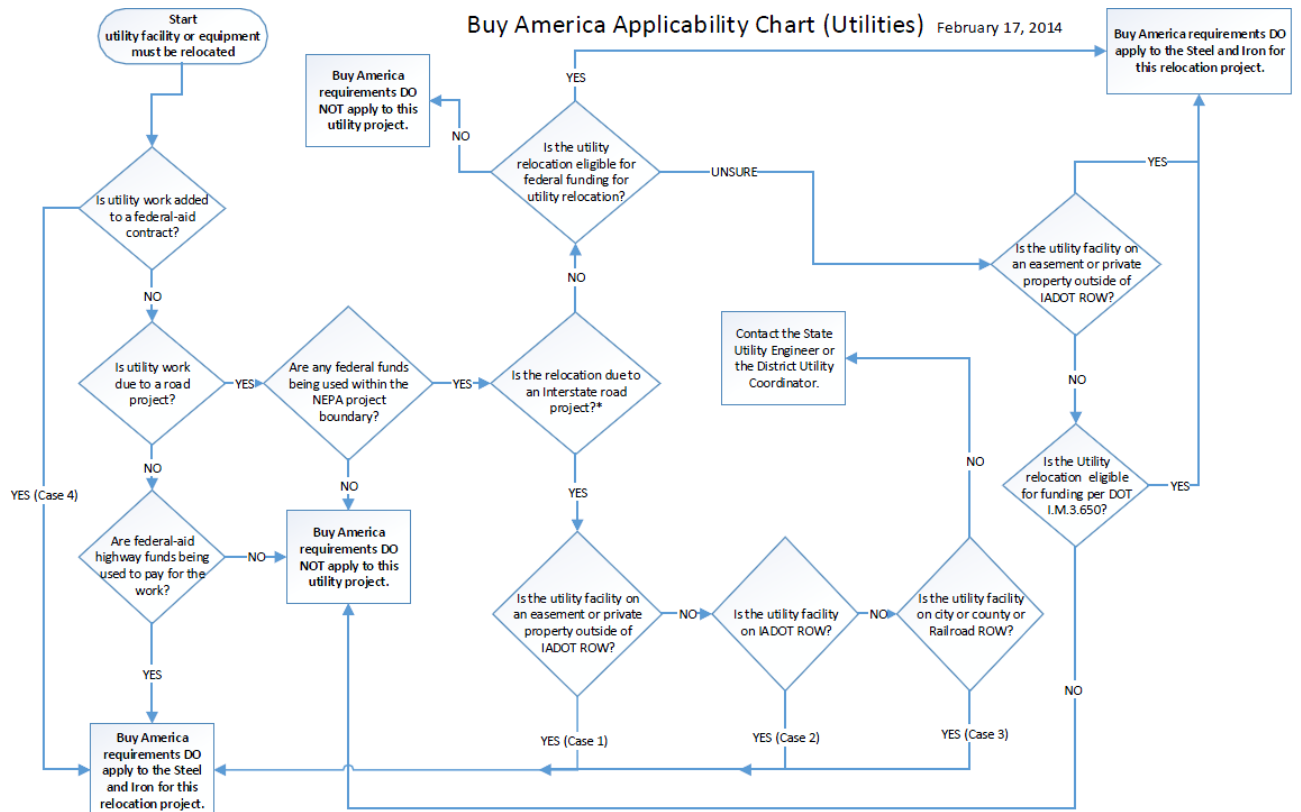 Buy America Applicability Chart (Utilities) February 17, 2014
Start
utility facility or equipment
must be relocated
Buy America
requirements DO
NOT apply to this
utility project.
Buy America requirements DO
apply to the Steel and Iron for
this relocation project.
YES
NO
Is the utility
relocation eligible for
federal funding for
utility relocation?
UNSURE
YES
Is utility work added
to a federal-aid
contract?
Is the utility facility on
an easement or private
property outside of
IADOT ROW?
NO
NO
Is utility work
due to a road
project?
YES
Are any federal funds
being used within the
NEPA project
boundary?
YES
Is the relocation due to
an Interstate road
project?*
Contact the State
Utility Engineer or
the District Utility
Coordinator.
NO
NO
NO
YES
NO
Is the Utility
relocation eligible
for funding per DOT
I.M.3.650?
YES
YES (Case 4)
Are federal-aid
highway funds being
used to pay for the
work?
NO
Buy America
requirements DO
NOT apply to this
utility project.
Is the utility facility on
an easement or private
property outside of
IADOT ROW?
NO
Is the utility facility
on IADOT ROW?
NO
Is the utility facility
on city or county or
Railroad ROW?
YES
NO
YES (Case 1)
YES (Case 2)
YES (Case 3)
Buy America
requirements DO
apply to the Steel
and Iron for this
relocation project.